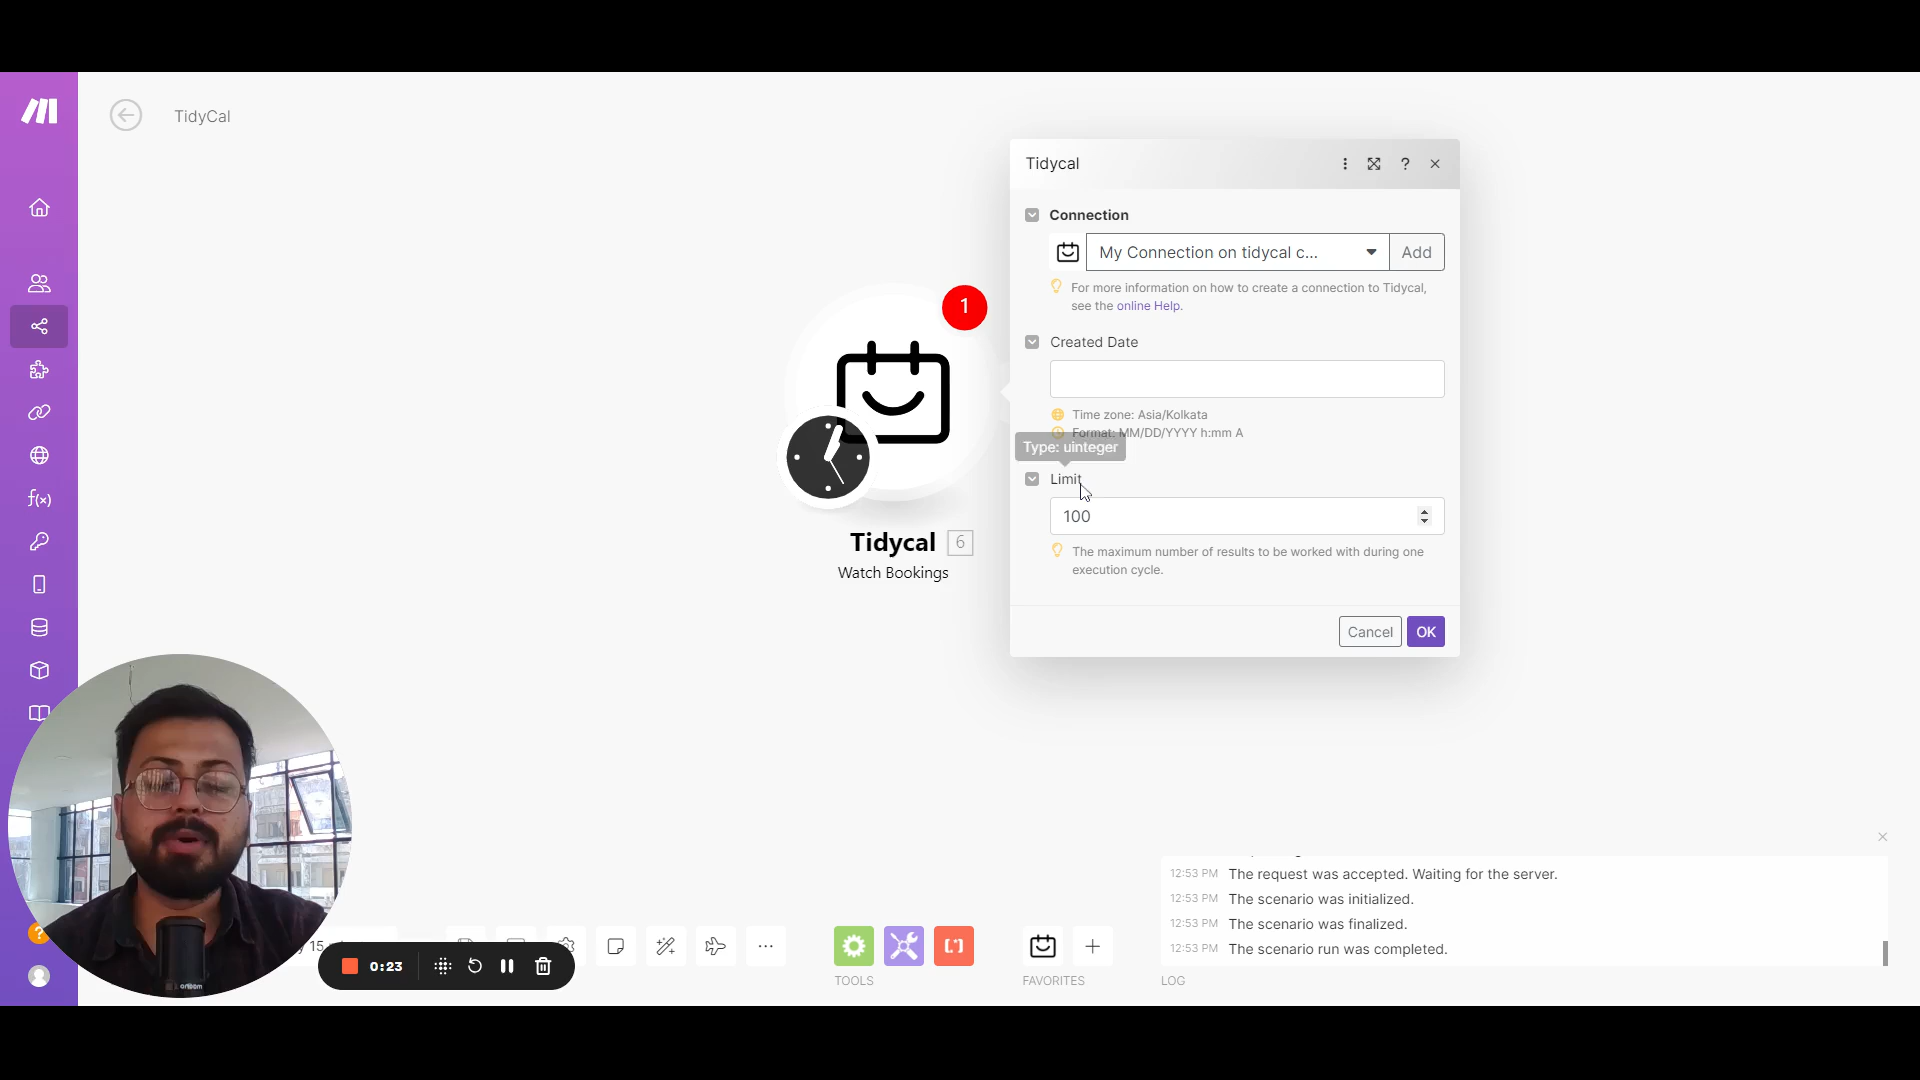 TidyCal
Tidycal
?
Connection
My Connection on tidycal c...
Add
For more information on how to create a connection to Tidycal,
see the online Help.
Created Date
Time zone: Asia/Kolkata
Format: MM/DD/YYYY h:mm A
Type: uinteger
Limit
100
The maximum number of results to be worked with during one
execution cycle.
Cancel
OK
1
Tidycal 6
Watch Bookings
f(x)
?
15
0:23
...
TOOLS
FAVORITES
LOG
12:53 PM The request was accepted. Waiting for the server.
12:53 PM The scenario was initialized.
12:53 PM The scenario was finalized.
12:53 PM The scenario run was completed.